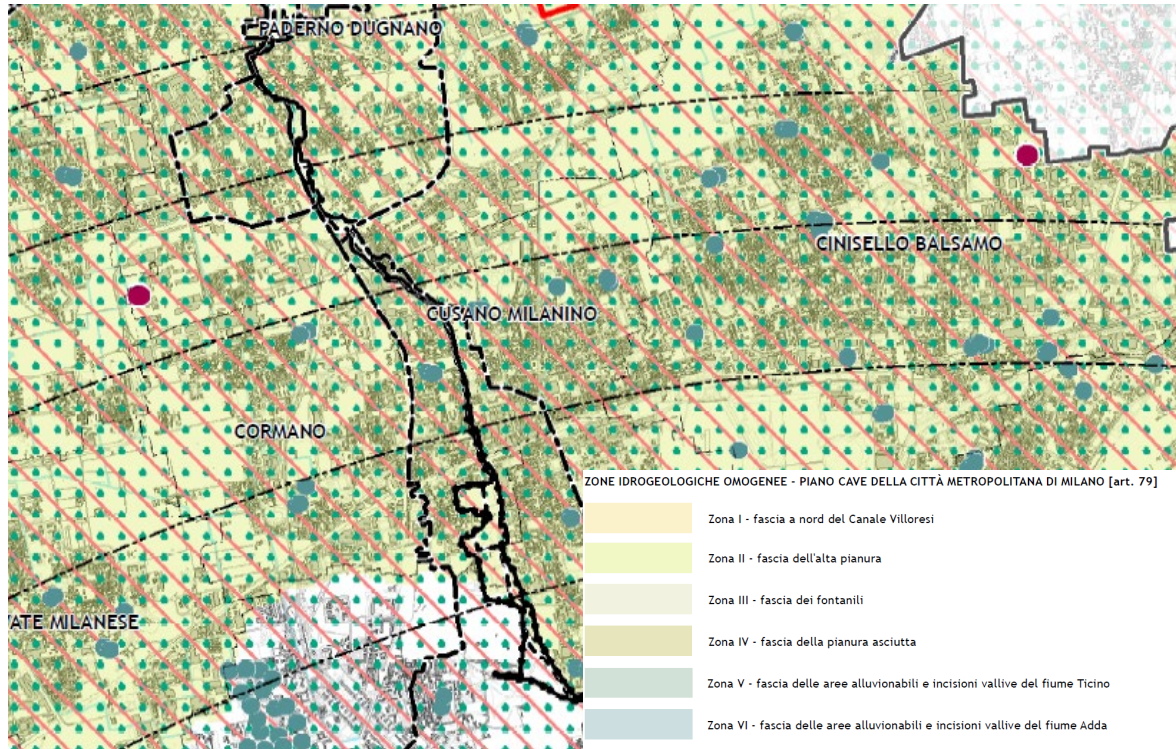 PADERNO DUGNANO
CINISELLO BALSAMO
CUSANO MILANINO
CORMANO
ATE MILANESE
ZONE IDROGEOLOGICHE OMOGENEE - PIANO CAVE DELLA CITTÀ METROPOLITANA DI MILANO [art. 79]
Zona I - fascia a nord del Canale Villoresi
Zona II - fascia dell'alta pianura
Zona III - fascia dei fontanili
Zona IV - fascia della pianura asciutta
Zona V - fascia delle aree alluvionabili e incisioni vallive del fiume Ticino
Zona VI - fascia delle aree alluvionabili e incisioni vallive del fiume Adda